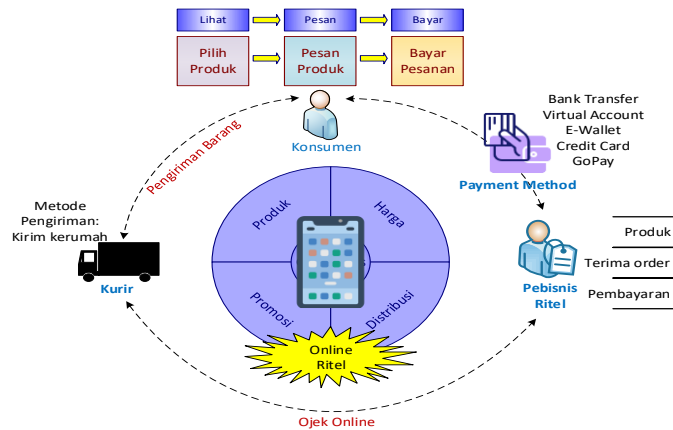 Lihat
Pesan
Bayar
Pilih
Produk
Pesan
Produk
Bayar
Pesanan
Konsumen
Pengiriman Barang
Bank Transfer
Virtual Account
E-Wallet
Credit Card
GoPay
Payment Method
Metode
Pengiriman:
Kirim kerumah
Kurir
Produk
Harga
Promosi
Distribusi
Online
Ritel
Pebisnis
Ritel
Produk
Terima order
Pembayaran
Ojek Online